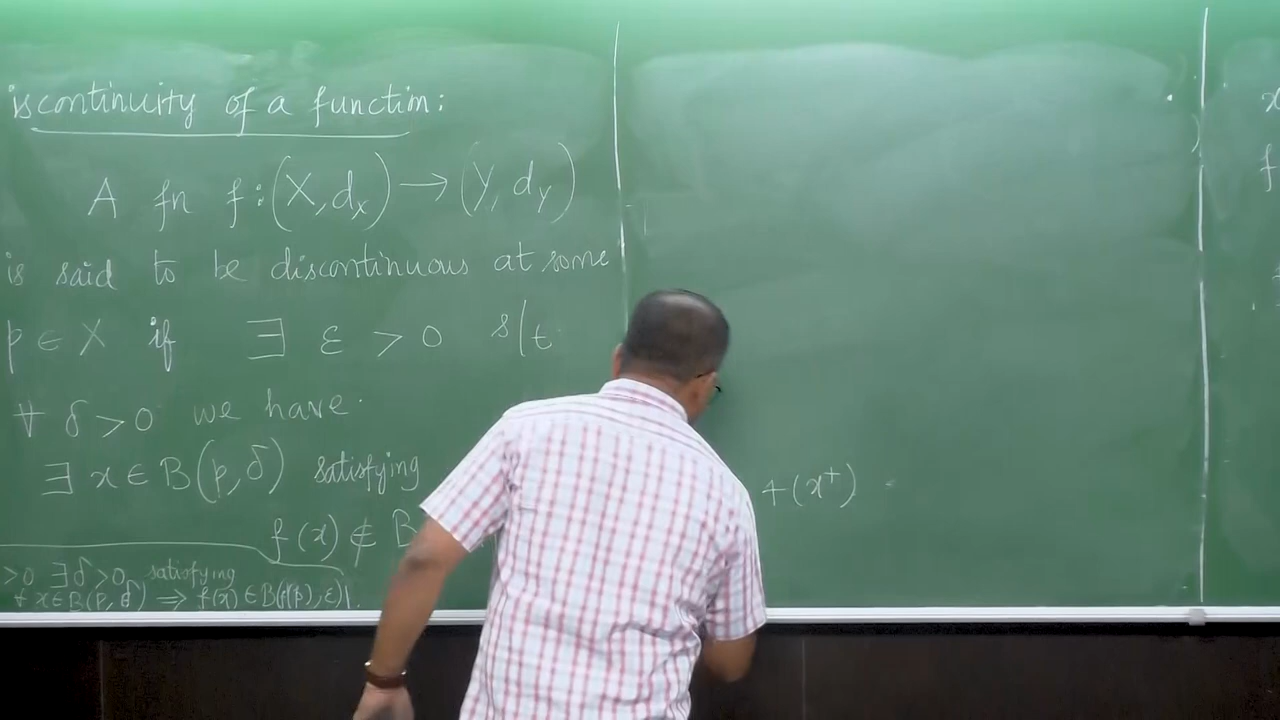 iscontinuity of a function:
A fn f: (X, dₓ) → (Y, d_y)
is said to be discontinuous at some
p ∈ X if ∃ ε > 0 s/t
∀ δ > 0 we have
∃ x ∈ B(p, δ) satisfying
f(x) ∉ B
>0 ∃ δ>0 satisfying
∀ x ∈ B(p, δ) ⇒ f(x) ∈ B(f(p), ε)
(x⁺) =
x
f